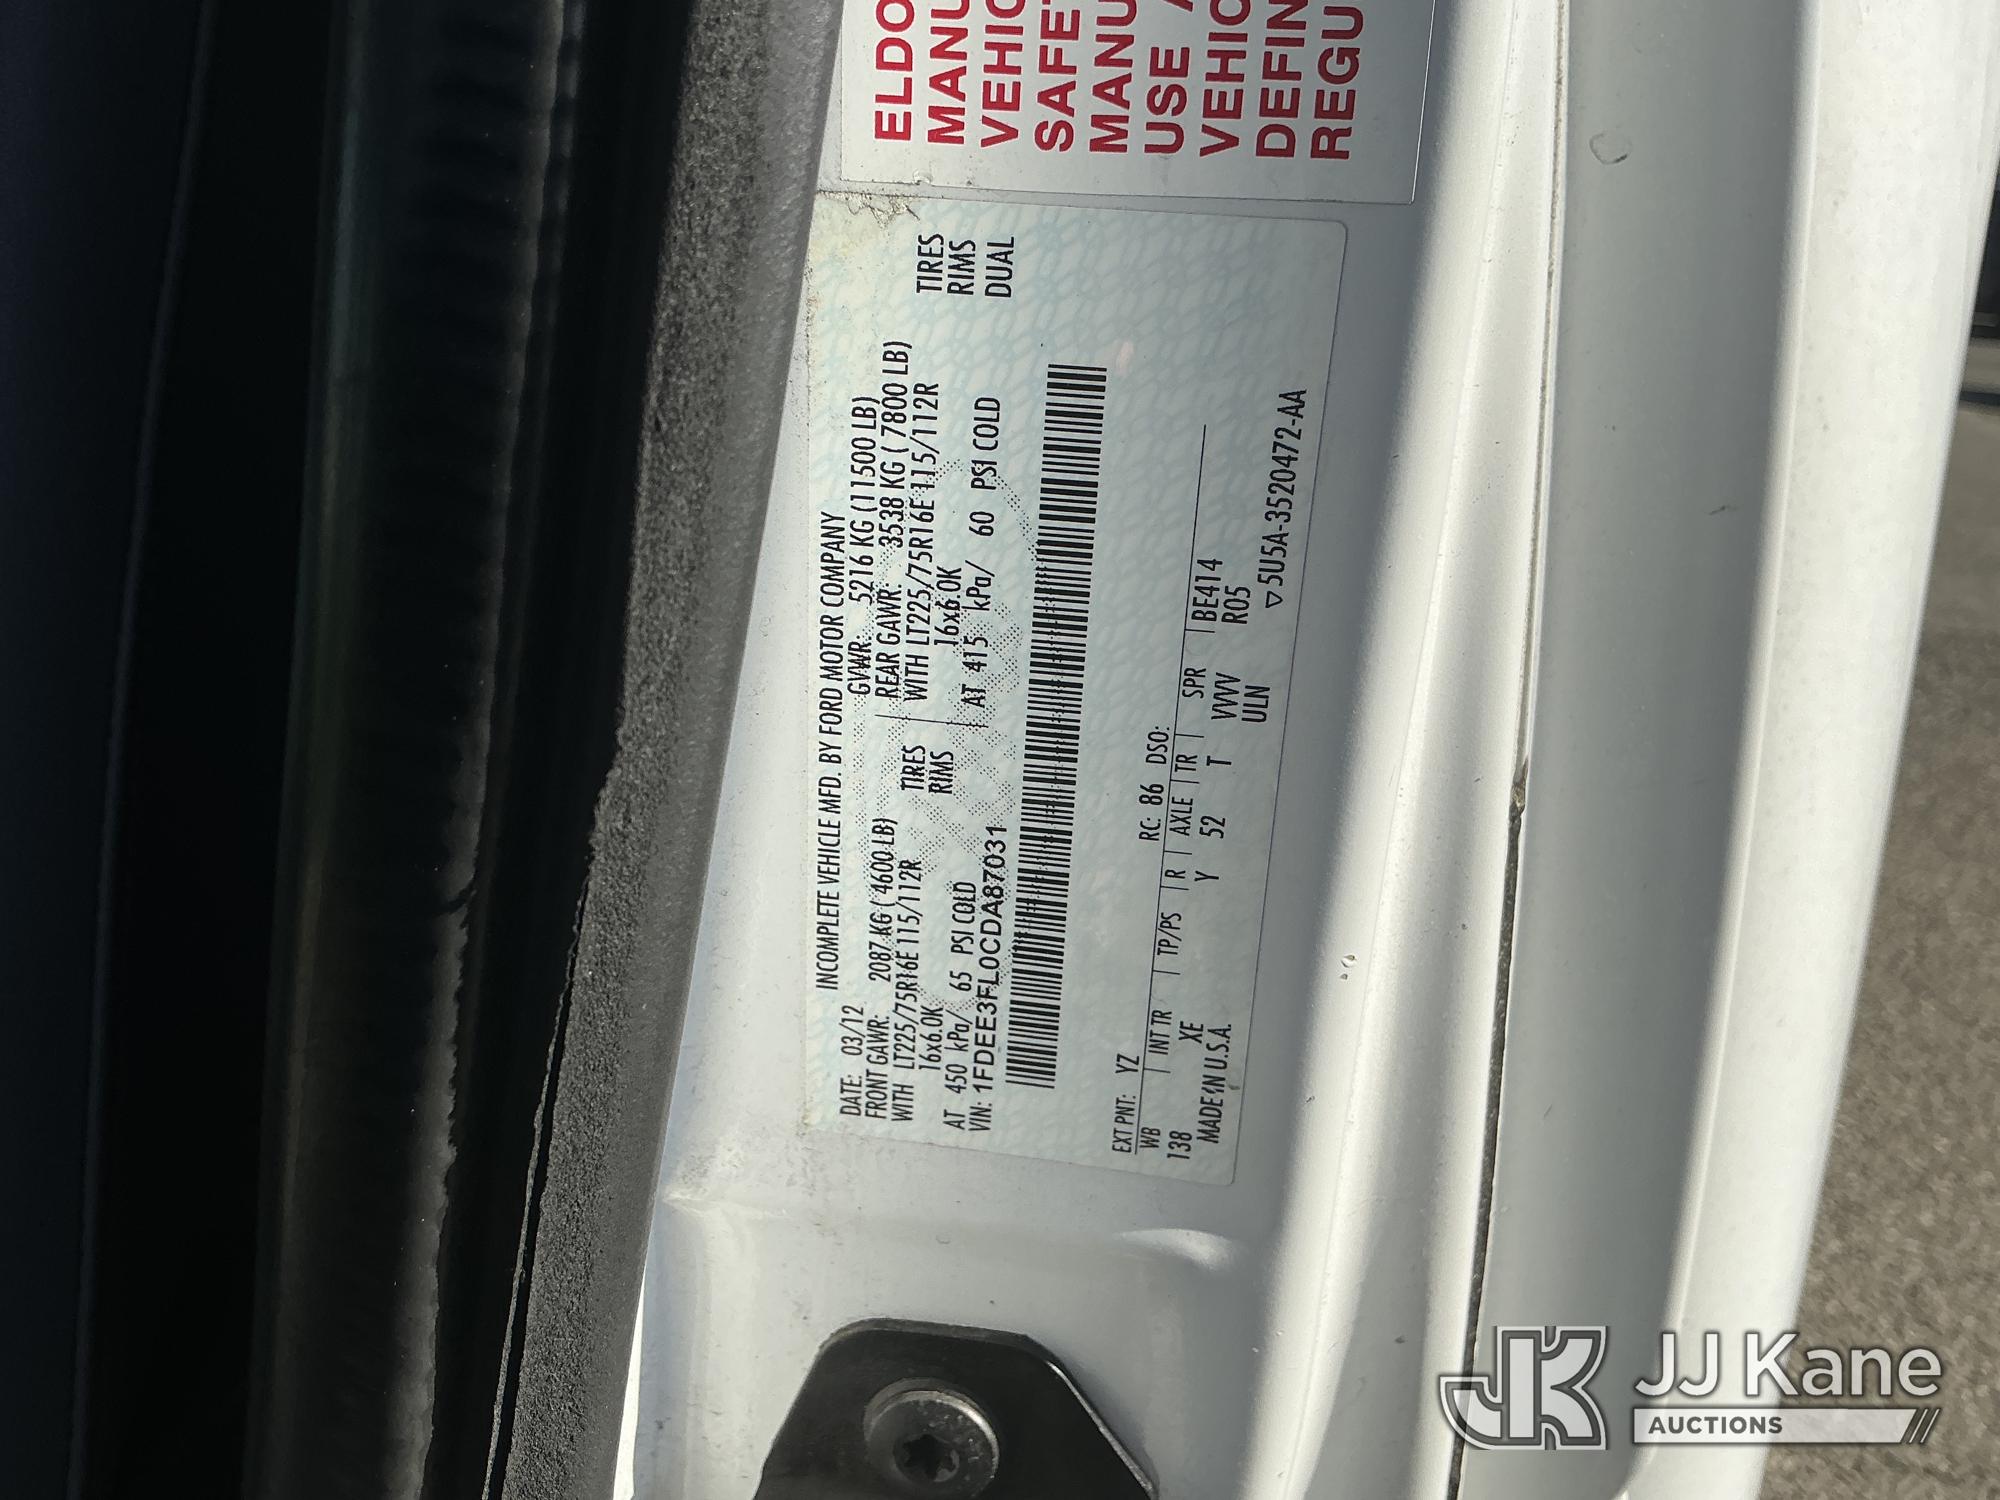 INCOMPLETE VEHICLE MFD. BY FORD MOTOR COMPANY
DATE: 03/12 GVWR: 5216 KG (11500 LB)
FRONT GAWR: 2087 KG ( 4600 LB) REAR GAWR: 3538 KG ( 7800 LB)
WITH LT225/75R16E 115/112R TIRES WITH LT225/75R16E 115/112R TIRES
16x6.0K RIMS 16x6.0K RIMS
AT 450 kPa/ 65 PSI COLD AT 415 kPa/ 60 PSI COLD DUAL
VIN: 1FDEE3FL0CDA87031
EXT PNT: YZ RC: 86 DSO:
WB INT TR TP/PS R AXLE TR SPR BE414
138 XE Y 52 T VVV R05
MADE IN U.S.A. ULN
▽5U5A-3520472-AA
ELDO
MANU
VEHIC
SAFE
MANU
USE
VEHIC
DEFIN
REGU
JK JJ Kane
AUCTIONS